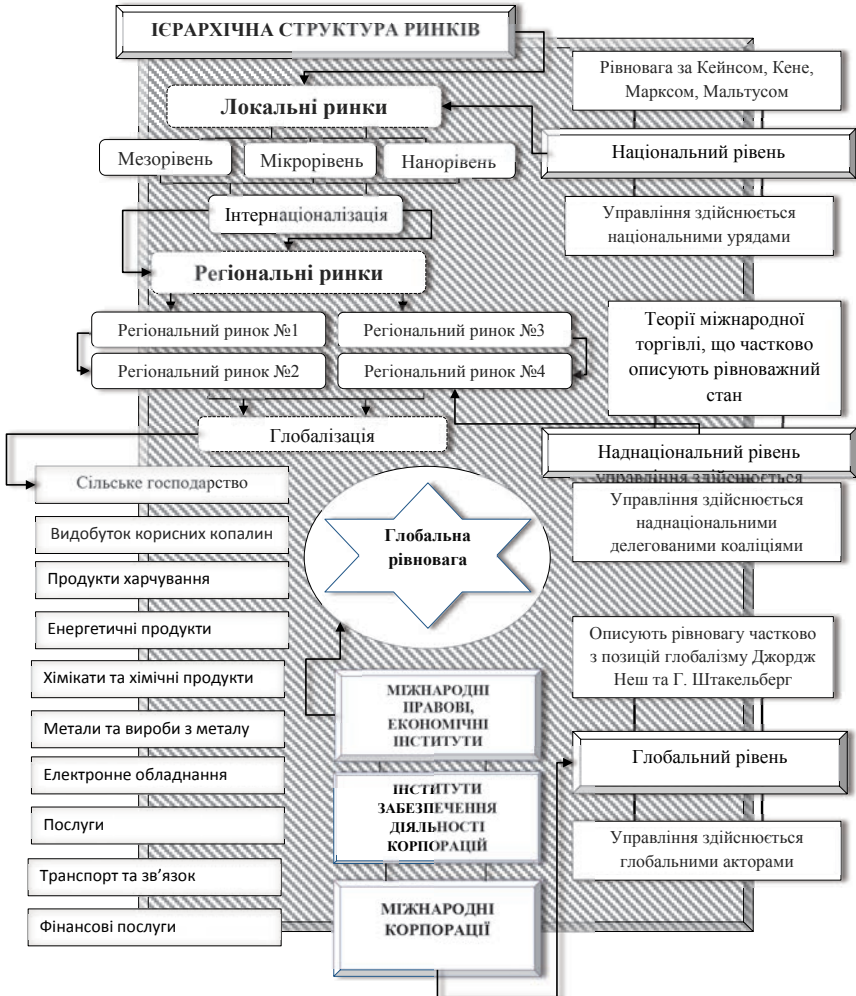 ІЄРАРХІЧНА СТРУКТУРА РИНКІВ
Рівновага за Кейнсом, Кене,
Марксом, Мальтусом
Локальні ринки
Національний рівень
Мезорівень
Мікрорівень
Нанорівень
Інтернаціоналізація
Управління здійснюється
національними урядами
Регіональні ринки
Регіональний ринок №1
Регіональний ринок №3
Регіональний ринок №2
Регіональний ринок №4
Теорії міжнародної
торгівлі, що частково
описують рівноважний
стан
Глобалізація
Наднаціональний рівень
управління здійснюється
Управління здійснюється
наднаціональними
делегованими коаліціями
Сільське господарство
Видобуток корисних копалин
Продукти харчування
Енергетичні продукти
Хімікати та хімічні продукти
Метали та вироби з металу
Електронне обладнання
Послуги
Транспорт та зв’язок
Фінансові послуги
Глобальна
рівновага
Описують рівновагу частково
з позицій глобалізму Джордж
Неш та Г. Штакельберг
МІЖНАРОДНІ
ПРАВОВІ,
ЕКОНОМІЧНІ
ІНСТИТУТИ
Глобальний рівень
ІНСТИТУТИ
ЗАБЕЗПЕЧЕННЯ
ДІЯЛЬНОСТІ
КОРПОРАЦІЙ
Управління здійснюється
глобальними акторами
МІЖНАРОДНІ
КОРПОРАЦІЇ